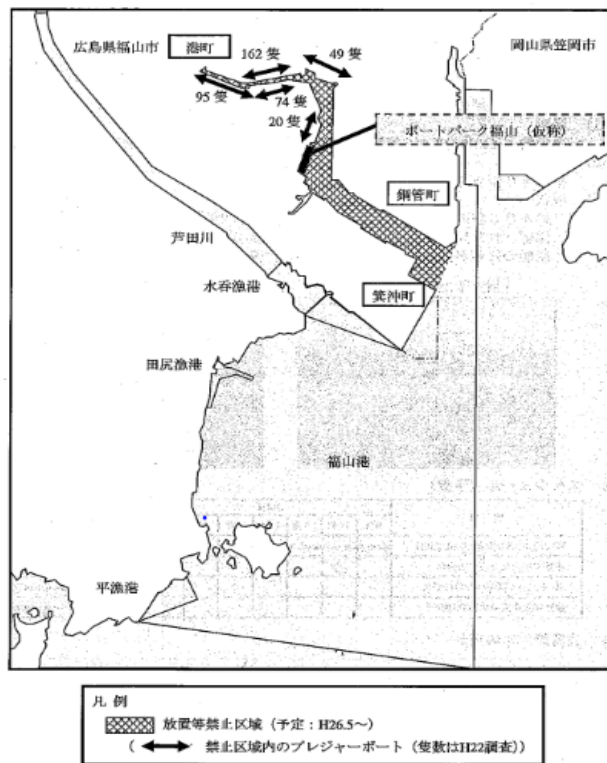 広島県福山市
港町
162 隻
49 隻
岡山県笠岡市
95 隻
74 隻
20 隻
ボートパーク福山（仮称）
鋼管町
芦田川
水呑漁港
箕沖町
田尻漁港
福山港
平漁港
凡 例
放置等禁止区域（予定：H26.5～）
（ 禁止区域内のプレジャーボート（隻数はH22調査））